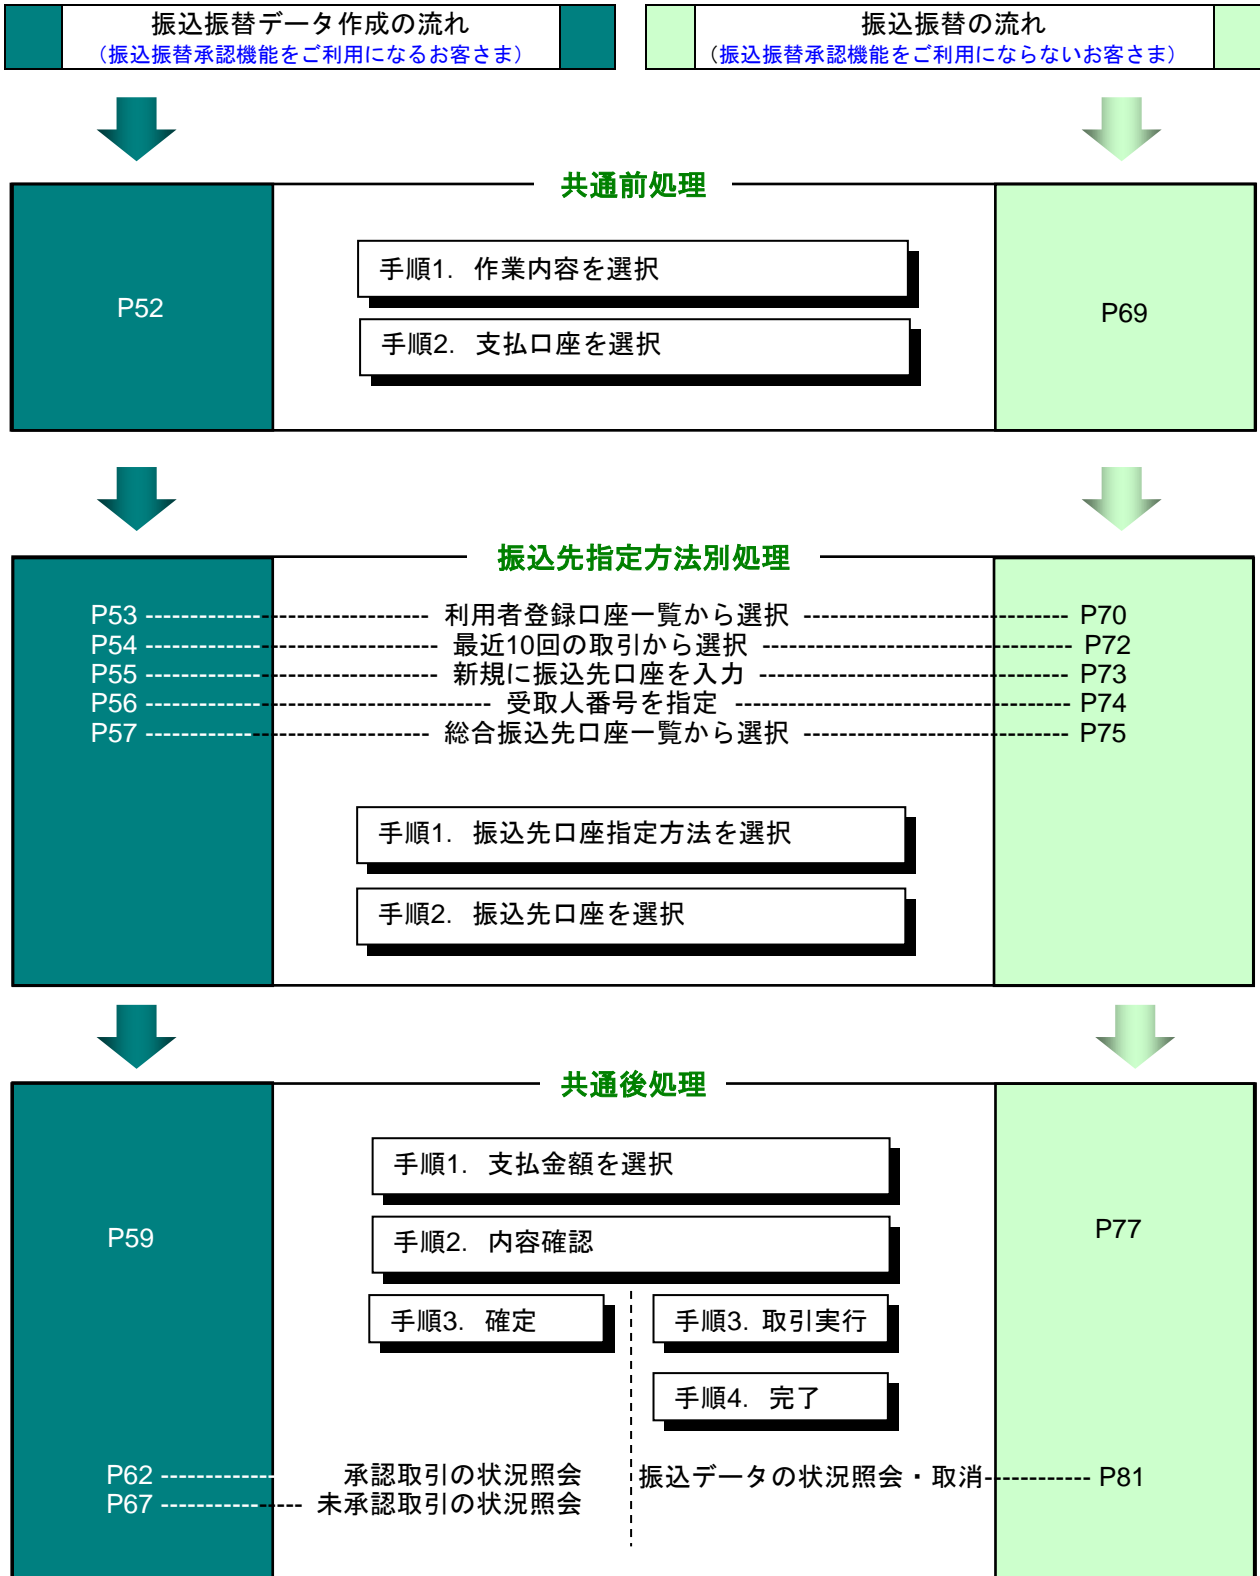 振込振替データ作成の流れ
（振込振替承認機能をご利用になるお客さま）
振込振替の流れ
（振込振替承認機能をご利用にならないお客さま）
共通前処理
P52
手順1. 作業内容を選択
手順2. 支払口座を選択
P69
振込先指定方法別処理
P53 利用者登録口座一覧から選択 P70
P54 最近10回の取引から選択 P72
P55 新規に振込先口座を入力 P73
P56 受取人番号を指定 P74
P57 総合振込先口座一覧から選択 P75
手順1. 振込先口座指定方法を選択
手順2. 振込先口座を選択
共通後処理
P59
手順1. 支払金額を選択
手順2. 内容確認
P77
手順3. 確定
手順3. 取引実行
手順4. 完了
P62 承認取引の状況照会
P67 未承認取引の状況照会
振込データの状況照会・取消 P81